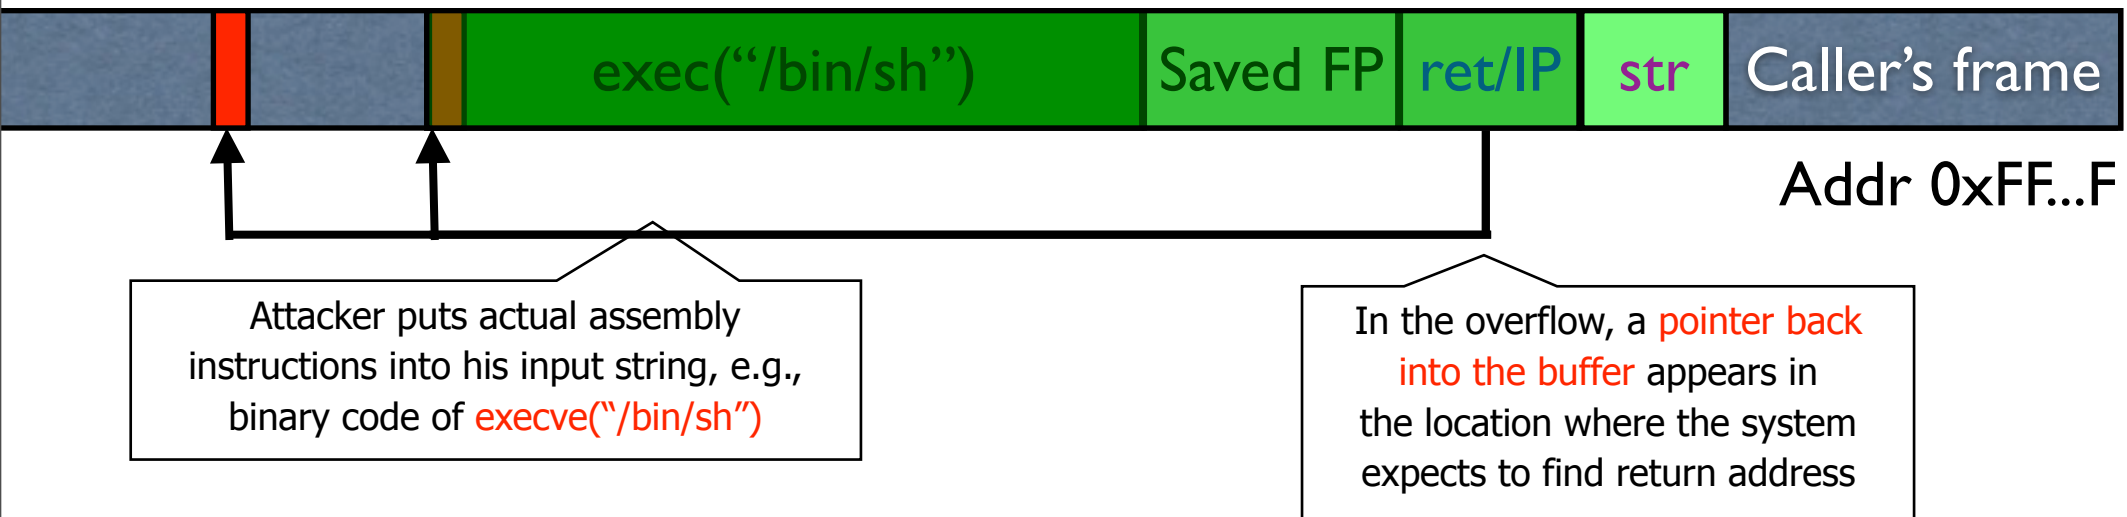 exec(“/bin/sh”) Saved FP ret/IP str Caller’s frame
Addr 0xFF...F
Attacker puts actual assembly
instructions into his input string, e.g.,
binary code of execve(“/bin/sh”)
In the overflow, a pointer back
into the buffer appears in
the location where the system
expects to find return address